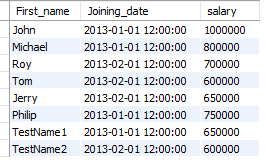 First_name Joining_date salary
John 2013-01-01 12:00:00 1000000
Michael 2013-01-01 12:00:00 800000
Roy 2013-02-01 12:00:00 700000
Tom 2013-02-01 12:00:00 600000
Jerry 2013-02-01 12:00:00 650000
Philip 2013-01-01 12:00:00 750000
TestName1 2013-01-01 12:00:00 650000
TestName2 2013-02-01 12:00:00 600000